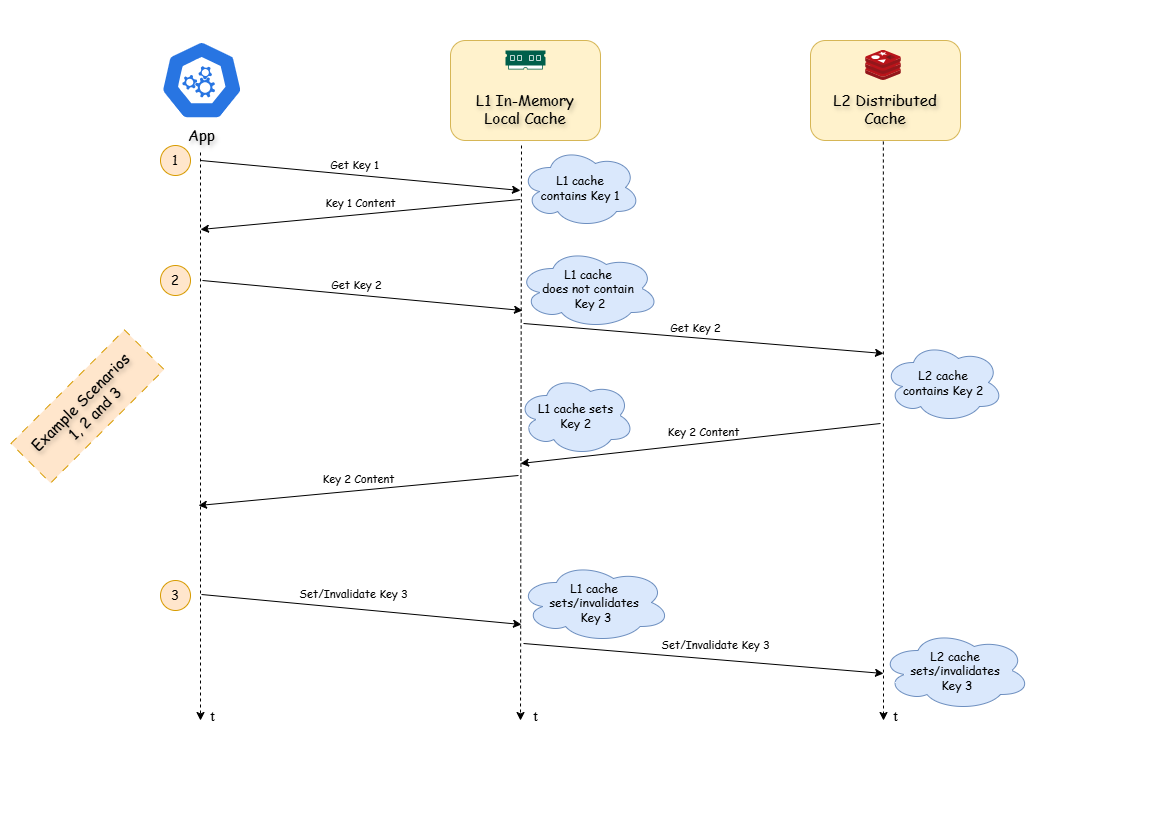 App
L1 In-Memory
Local Cache
L2 Distributed
Cache
1
Get Key 1
L1 cache
contains Key 1
Key 1 Content
2
Get Key 2
L1 cache
does not contain
Key 2
Get Key 2
L2 cache
contains Key 2
Example Scenarios
1, 2 and 3
L1 cache sets
Key 2
Key 2 Content
Key 2 Content
3
Set/Invalidate Key 3
L1 cache
sets/invalidates
Key 3
Set/Invalidate Key 3
L2 cache
sets/invalidates
Key 3
t
t
t